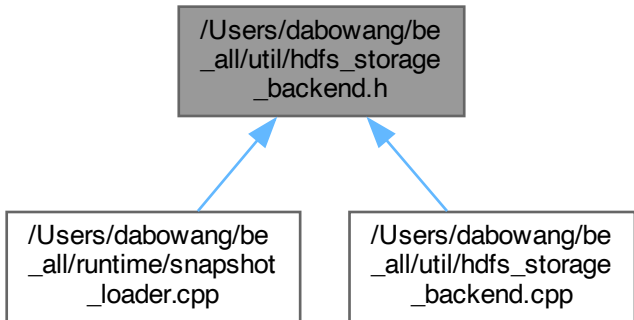 /Users/dabowang/be
_all/util/hdfs_storage
_backend.h
/Users/dabowang/be
_all/runtime/snapshot
_loader.cpp
/Users/dabowang/be
_all/util/hdfs_storage
_backend.cpp